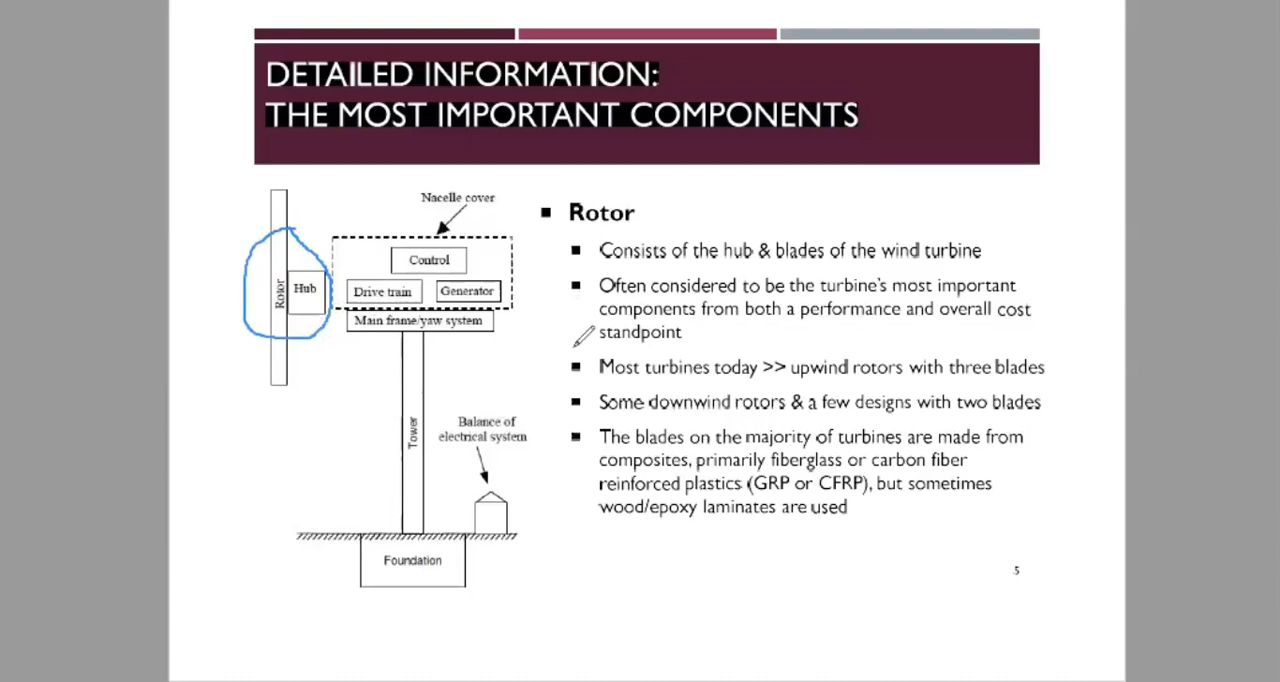 DETAILED INFORMATION:
THE MOST IMPORTANT COMPONENTS
Nacelle cover
Control
Rotor
Hub
Drive train
Generator
Main frame/yaw system
Tower
Balance of
electrical system
Foundation
Rotor
Consists of the hub & blades of the wind turbine
Often considered to be the turbine's most important
components from both a performance and overall cost
standpoint
Most turbines today >> upwind rotors with three blades
Some downwind rotors & a few designs with two blades
The blades on the majority of turbines are made from
composites, primarily fiberglass or carbon fiber
reinforced plastics (GRP or CFRP), but sometimes
wood/epoxy laminates are used
5